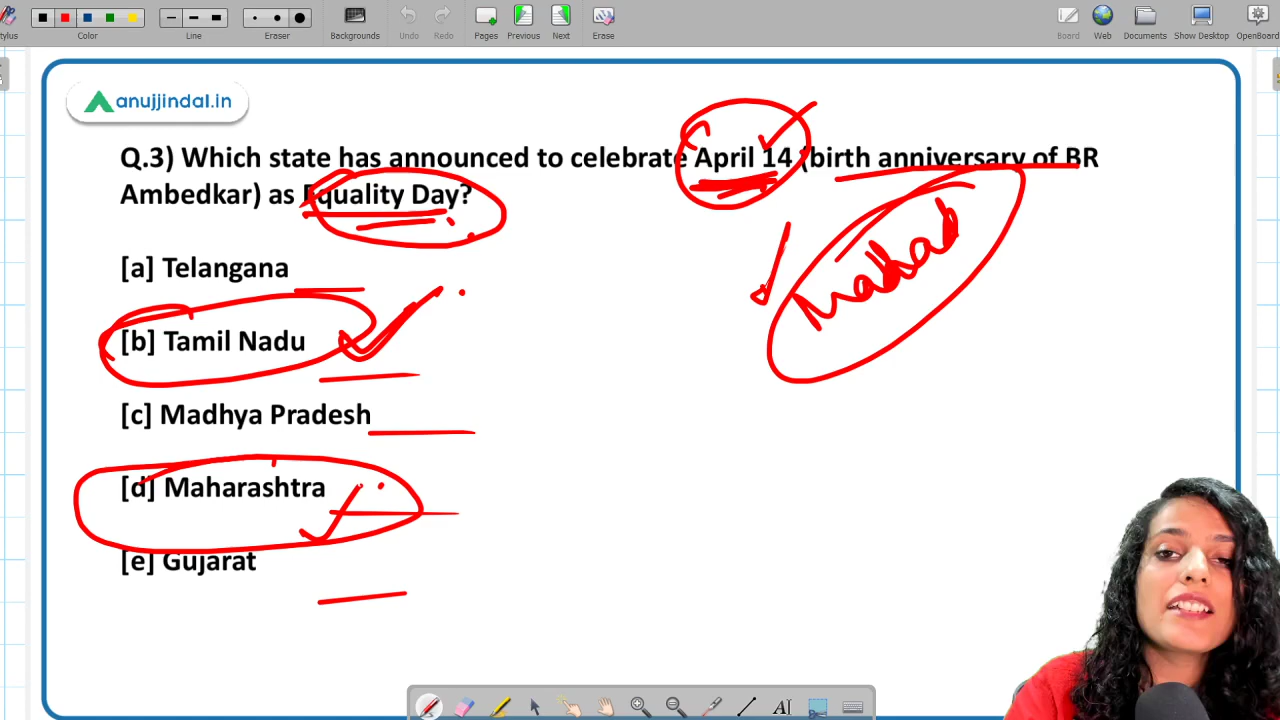 tylus
Color
Line
Eraser
Backgrounds
Undo
Redo
Pages
Previous
Next
Erase
Board
Web
Documents
Show Desktop
OpenBoard
anujjindal.in
Q.3) Which state has announced to celebrate April 14 (birth anniversary of BR
Ambedkar) as Equality Day?
[a] Telangana
[b] Tamil Nadu
[c] Madhya Pradesh
[d] Maharashtra
[e] Gujarat